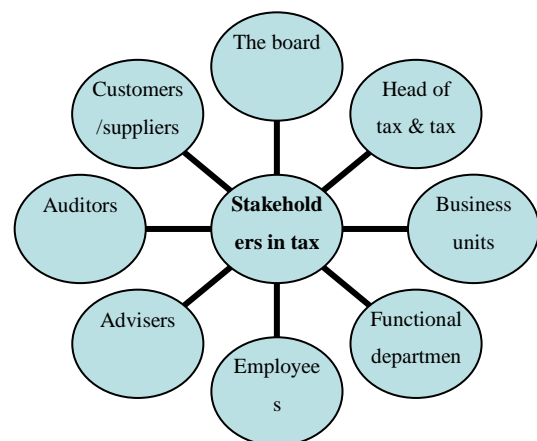 The board
Head of
tax & tax
Business
units
Functional
departmen
Employee
s
Advisers
Auditors
Customers
/suppliers
Stakehold
ers in tax